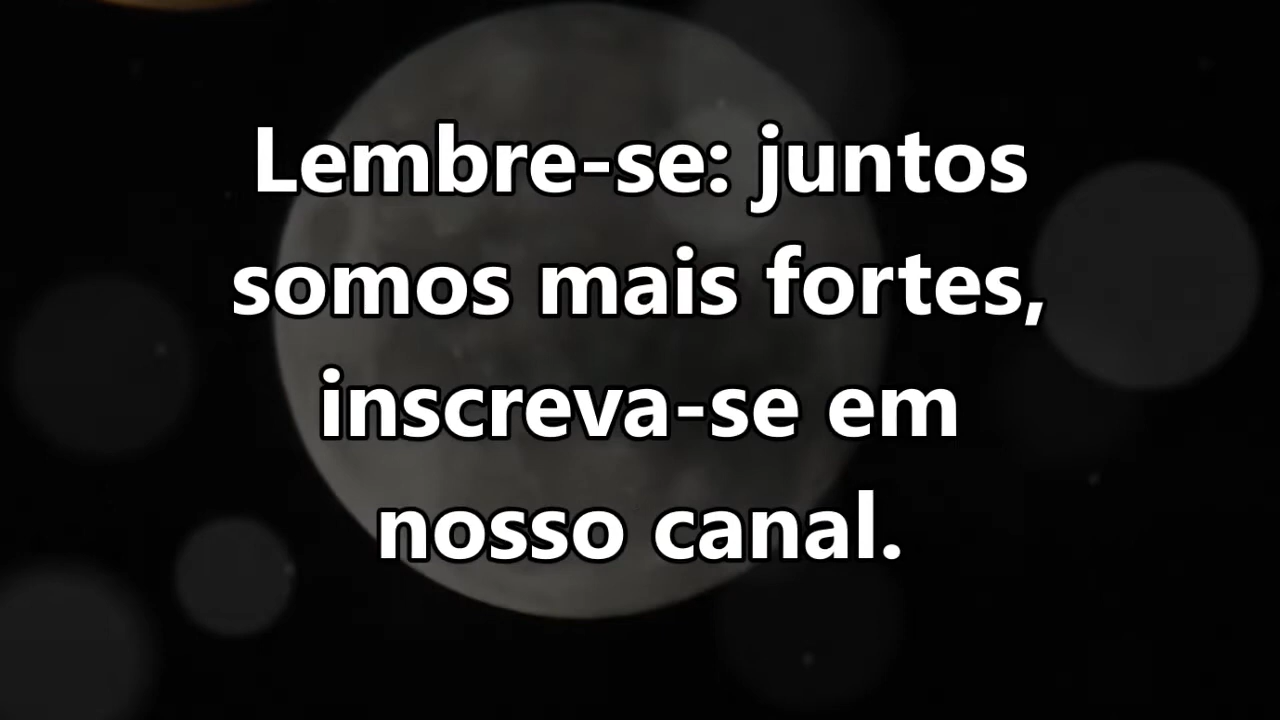 Lembre-se: juntos
somos mais fortes,
inscreva-se em
nosso canal.